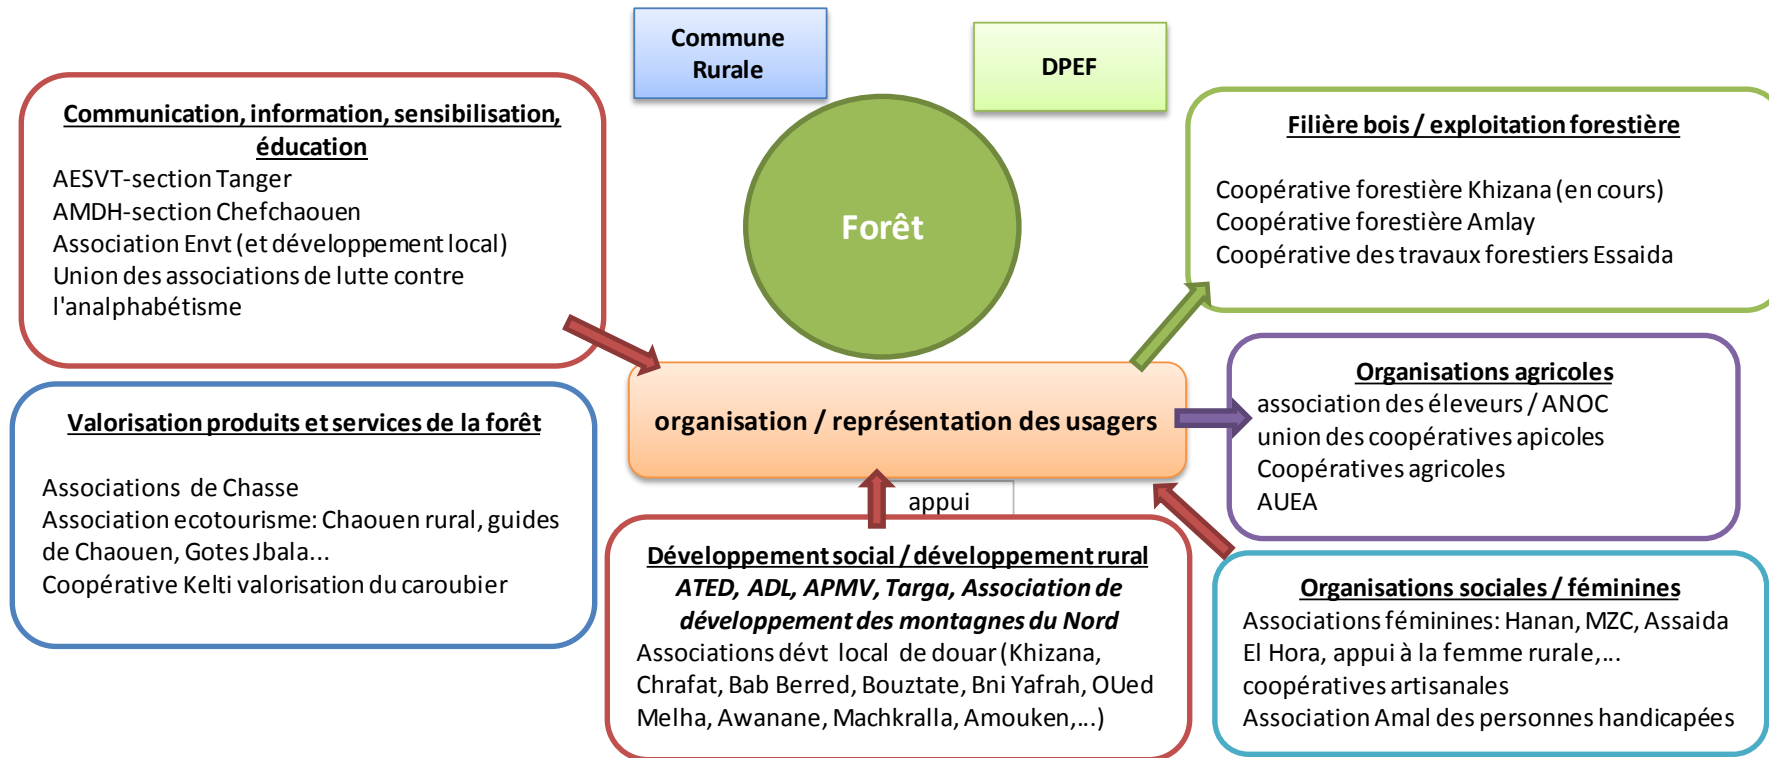 Commune
Rurale
DPEF
Communication, information, sensibilisation,
éducation
AESVT-section Tanger
AMDH-section Chefchaouen
Association Envt (et développement local)
Union des associations de lutte contre
l'analphabétisme
Forêt
Filière bois / exploitation forestière
Coopérative forestière Khizana (en cours)
Coopérative forestière Amlay
Coopérative des travaux forestiers Essaida
Valorisation produits et services de la forêt
Associations de Chasse
Association ecotourisme: Chaouen rural, guides
de Chaouen, Gotes Jbala...
Coopérative Kelti valorisation du caroubier
organisation / représentation des usagers
appui
Organisations agricoles
association des éleveurs / ANOC
union des coopératives apicoles
Coopératives agricoles
AUEA
Développement social / développement rural
ATED, ADL, APMV, Targa, Association de
développement des montagnes du Nord
Associations dévt local de douar (Khizana,
Chrafat, Bab Berred, Bouztate, Bni Yafrah, OUed
Melha, Awanane, Machkralla, Amouken,...)
Organisations sociales / féminines
Associations féminines: Hanan, MZC, Assaida
El Hora, appui à la femme rurale,...
coopératives artisanales
Association Amal des personnes handicapées